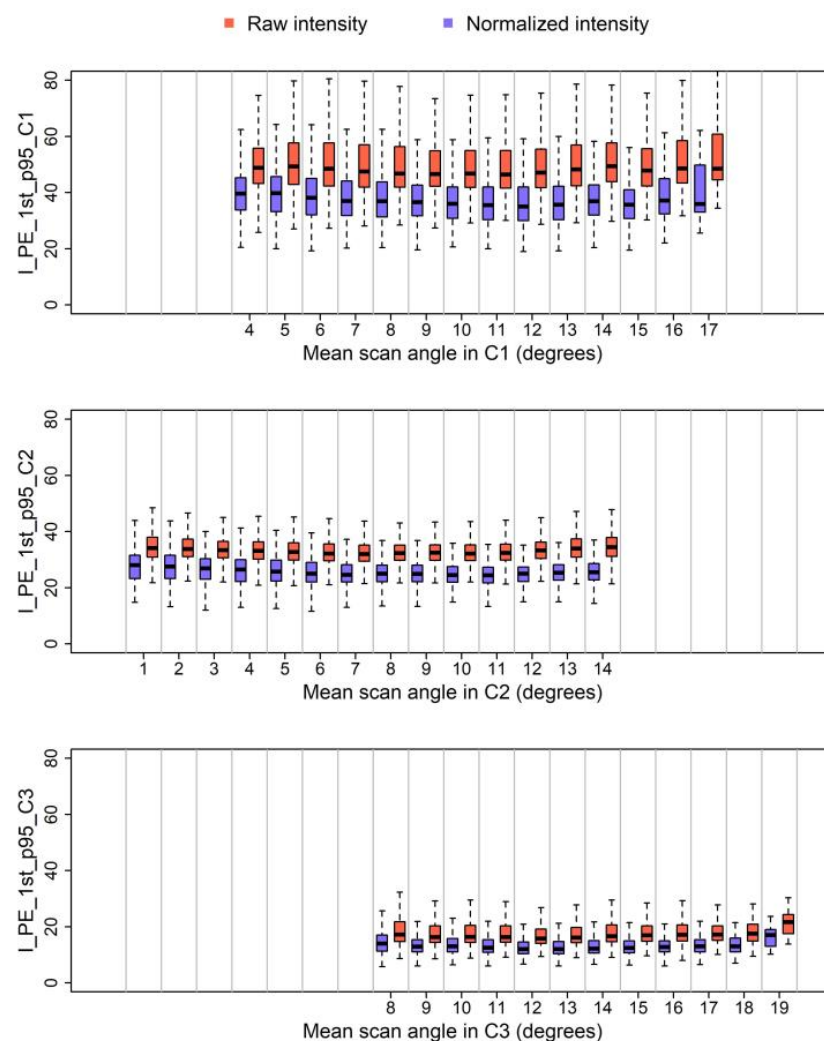 Raw intensity Normalized intensity
I_PE_1st_p95_C1
80
60
40
20
0
4 5 6 7 8 9 10 11 12 13 14 15 16 17
Mean scan angle in C1 (degrees)
I_PE_1st_p95_C2
80
60
40
20
0
1 2 3 4 5 6 7 8 9 10 11 12 13 14
Mean scan angle in C2 (degrees)
I_PE_1st_p95_C3
80
60
40
20
0
8 9 10 11 12 13 14 15 16 17 18 19
Mean scan angle in C3 (degrees)